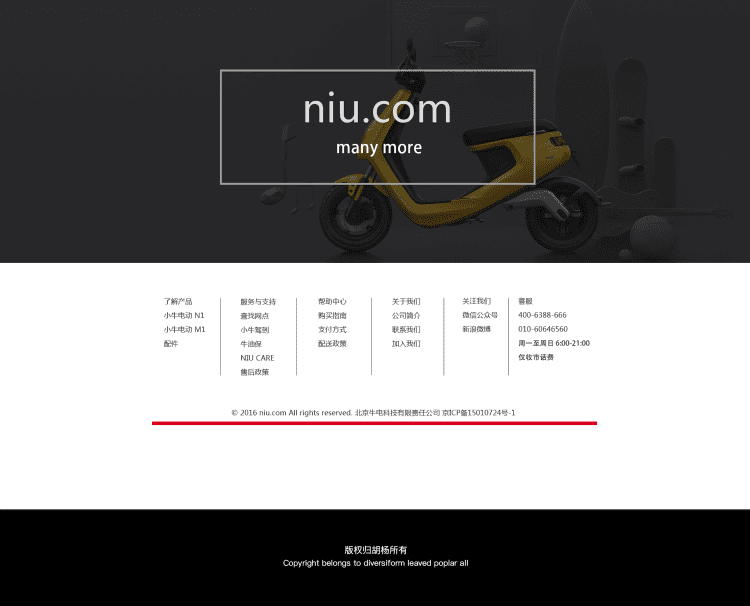 niu.com
many more
了解产品
小牛电动 N1
小牛电动 M1
配件
服务与支持
查找网点
小牛驾到
牛油保
NIU CARE
售后政策
帮助中心
购买指南
支付方式
配送政策
关于我们
公司简介
联系我们
加入我们
关注我们
微信公众号
新浪微博
客服
400-6388-666
010-60646560
周一至周日 6:00-21:00
仅收市话费
© 2016 niu.com All rights reserved. 北京牛电科技有限责任公司 京ICP备15010724号-1
版权归胡杨所有
Copyright belongs to diversiform leaved poplar all